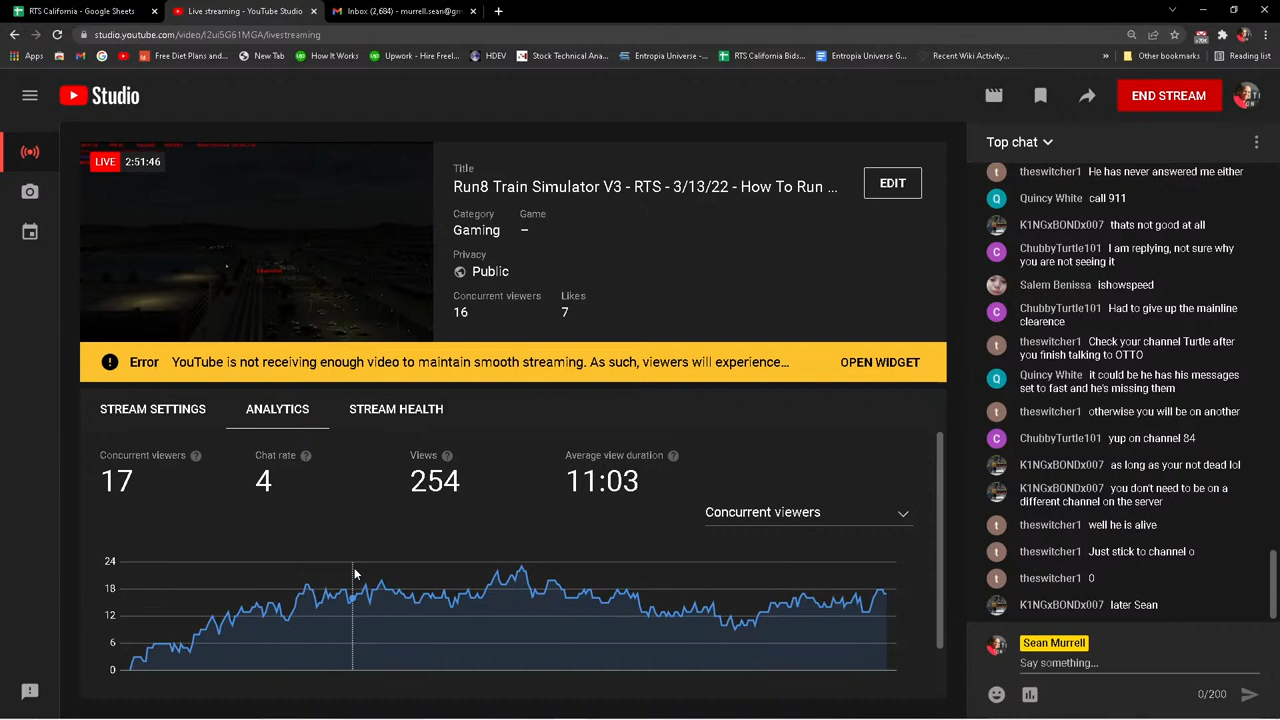 RTS California - Google Sheets
Live streaming - YouTube Studio
Inbox (2,684) - murrell.sean@gm
studio.youtube.com/video/l2ui5G61MGA/livestreaming
Apps
Free Diet Plans and...
New Tab
How It Works
Upwork - Hire Freel...
HDEV
Stock Technical Ana...
Entropia Universe -...
RTS California Bids...
Entropia Universe G...
Recent Wiki Activity...
Other bookmarks
Reading list
Studio
END STREAM
LIVE 2:51:46
Title
Run8 Train Simulator V3 - RTS - 3/13/22 - How To Run ...
EDIT
Category Game
Gaming –
Privacy
Public
Concurrent viewers Likes
16 7
Error YouTube is not receiving enough video to maintain smooth streaming. As such, viewers will experience... OPEN WIDGET
STREAM SETTINGS ANALYTICS STREAM HEALTH
Concurrent viewers Chat rate Views Average view duration
17 4 254 11:03
Concurrent viewers
24
18
12
6
0
Top chat
theswitcher1 He has never answered me either
Quincy White call 911
K1NGxBONDx007 thats not good at all
ChubbyTurtle101 I am replying, not sure why
you are not seeing it
Salem Benissa ishowspeed
ChubbyTurtle101 Had to give up the mainline
clearence
theswitcher1 Check your channel Turtle after
you finish talking to OTTO
Quincy White it could be he has his messages
set to fast and he's missing them
theswitcher1 otherwise you will be on another
ChubbyTurtle101 yup on channel 84
K1NGxBONDx007 as long as your not dead lol
K1NGxBONDx007 you don't need to be on a
different channel on the server
theswitcher1 well he is alive
theswitcher1 Just stick to channel o
theswitcher1 0
K1NGxBONDx007 later Sean
Sean Murrell
Say something...
0/200